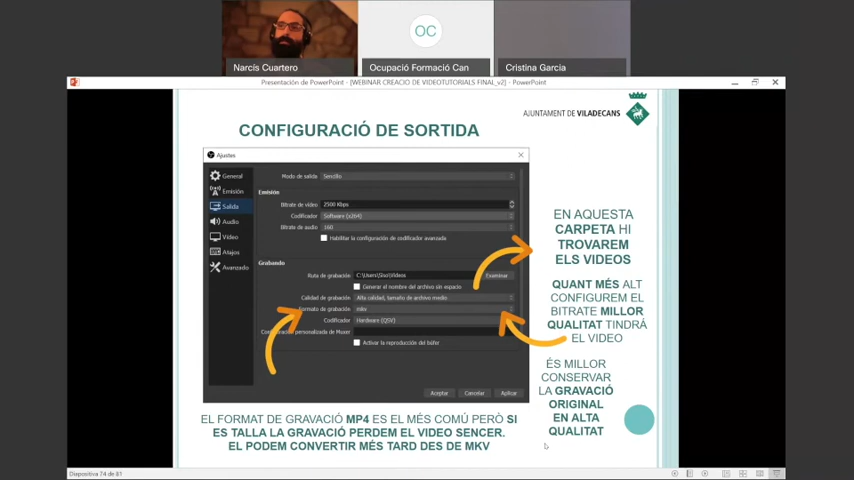 OC
Narcís Cuartero
Ocupació Formació Can
Cristina Garcia
Presentación de PowerPoint - [WEBINAR CREACIO DE VIDEOTUTORIALS FINAL_v2] - PowerPoint
AJUNTAMENT DE VILADECANS
CONFIGURACIÓ DE SORTIDA
Ajustes
General
Emisión
Salida
Audio
Vídeo
Atajos
Avanzado
Modo de salida Sencillo
Emisión
Bitrate de vídeo 2500 Kbps
Codificador Software (x264)
Bitrate de audio 160
Habilitar la configuración de codificador avanzada
Grabando
Ruta de grabación Examinar
Generar el nombre del archivo sin espacio
Calidad de grabación Alta calidad, tamaño de archivo medio
Formato de grabación mkv
Codificador Hardware (QSV)
personalizada de Muxer
Activar la reproducción del búfer
Aceptar Cancelar Aplicar
EN AQUESTA
CARPETA HI
TROVAREM
ELS VIDEOS
QUANT MÉS ALT
CONFIGUREM EL
BITRATE MILLOR
QUALITAT TINDRÀ
EL VIDEO
ÉS MILLOR
CONSERVAR
LA GRAVACIÓ
ORIGINAL
EN ALTA
QUALITAT
EL FORMAT DE GRAVACIÓ MP4 ES EL MÉS COMÚ PERÒ SI
ES TALLA LA GRAVACIÓ PERDEM EL VIDEO SENCER.
EL PODEM CONVERTIR MÉS TARD DES DE MKV
Diapositiva 74 de 81